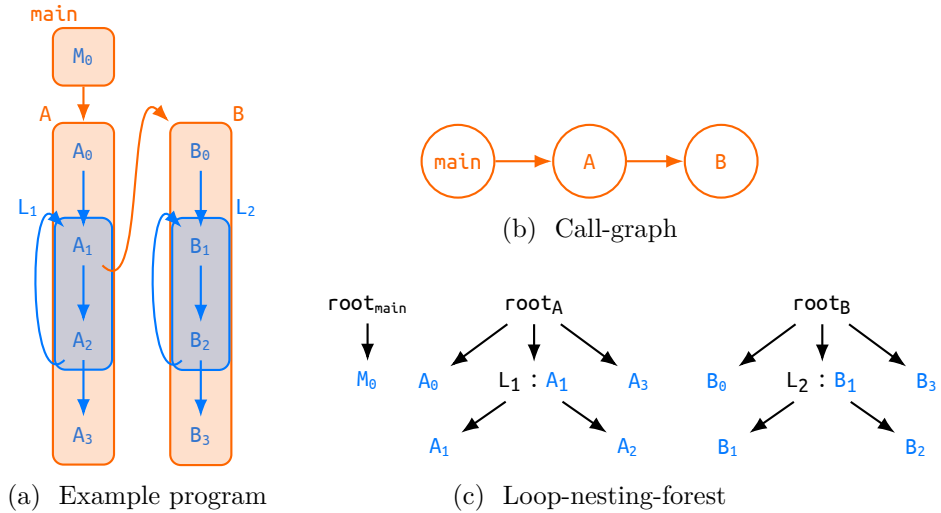 main
M₀
A
B
A₀
B₀
L₁
L₂
A₁
B₁
A₂
B₂
A₃
B₃
(a) Example program
main
A
B
(b) Call-graph
root_main
root_A
root_B
M₀
A₀
L₁ : A₁
A₃
B₀
L₂ : B₁
B₃
A₁
A₂
B₁
B₂
(c) Loop-nesting-forest